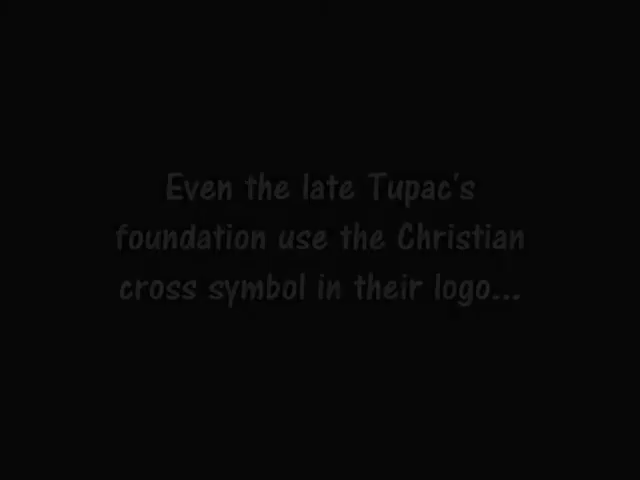 Even the late Tupac's
foundation use the Christian
cross symbol in their logo...